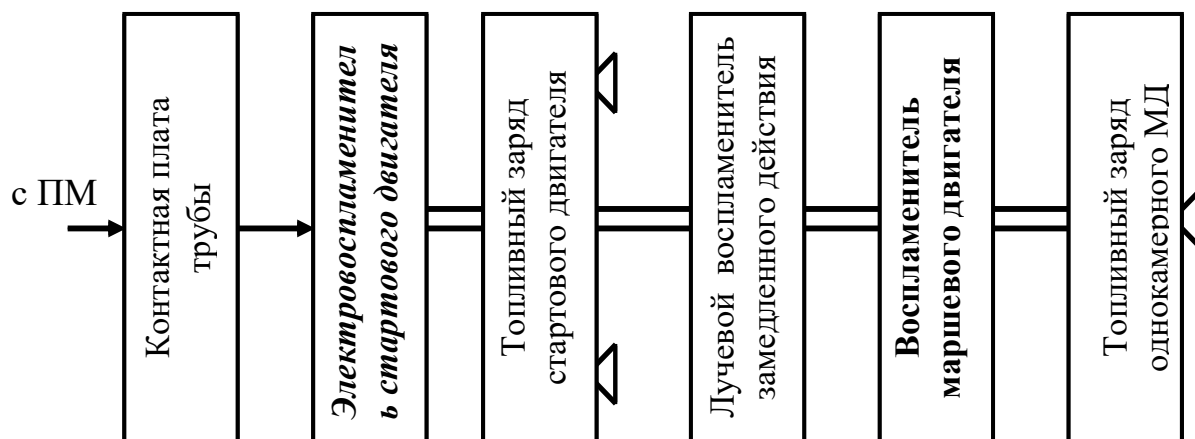 с ПМ
Контактная плата
трубы
Электровоспламенител
ь стартового двигателя
Топливный заряд
стартового двигателя
Лучевой воспламенитель
замедленного действия
Воспламенитель
маршевого двигателя
Топливный заряд
однокамерного МД